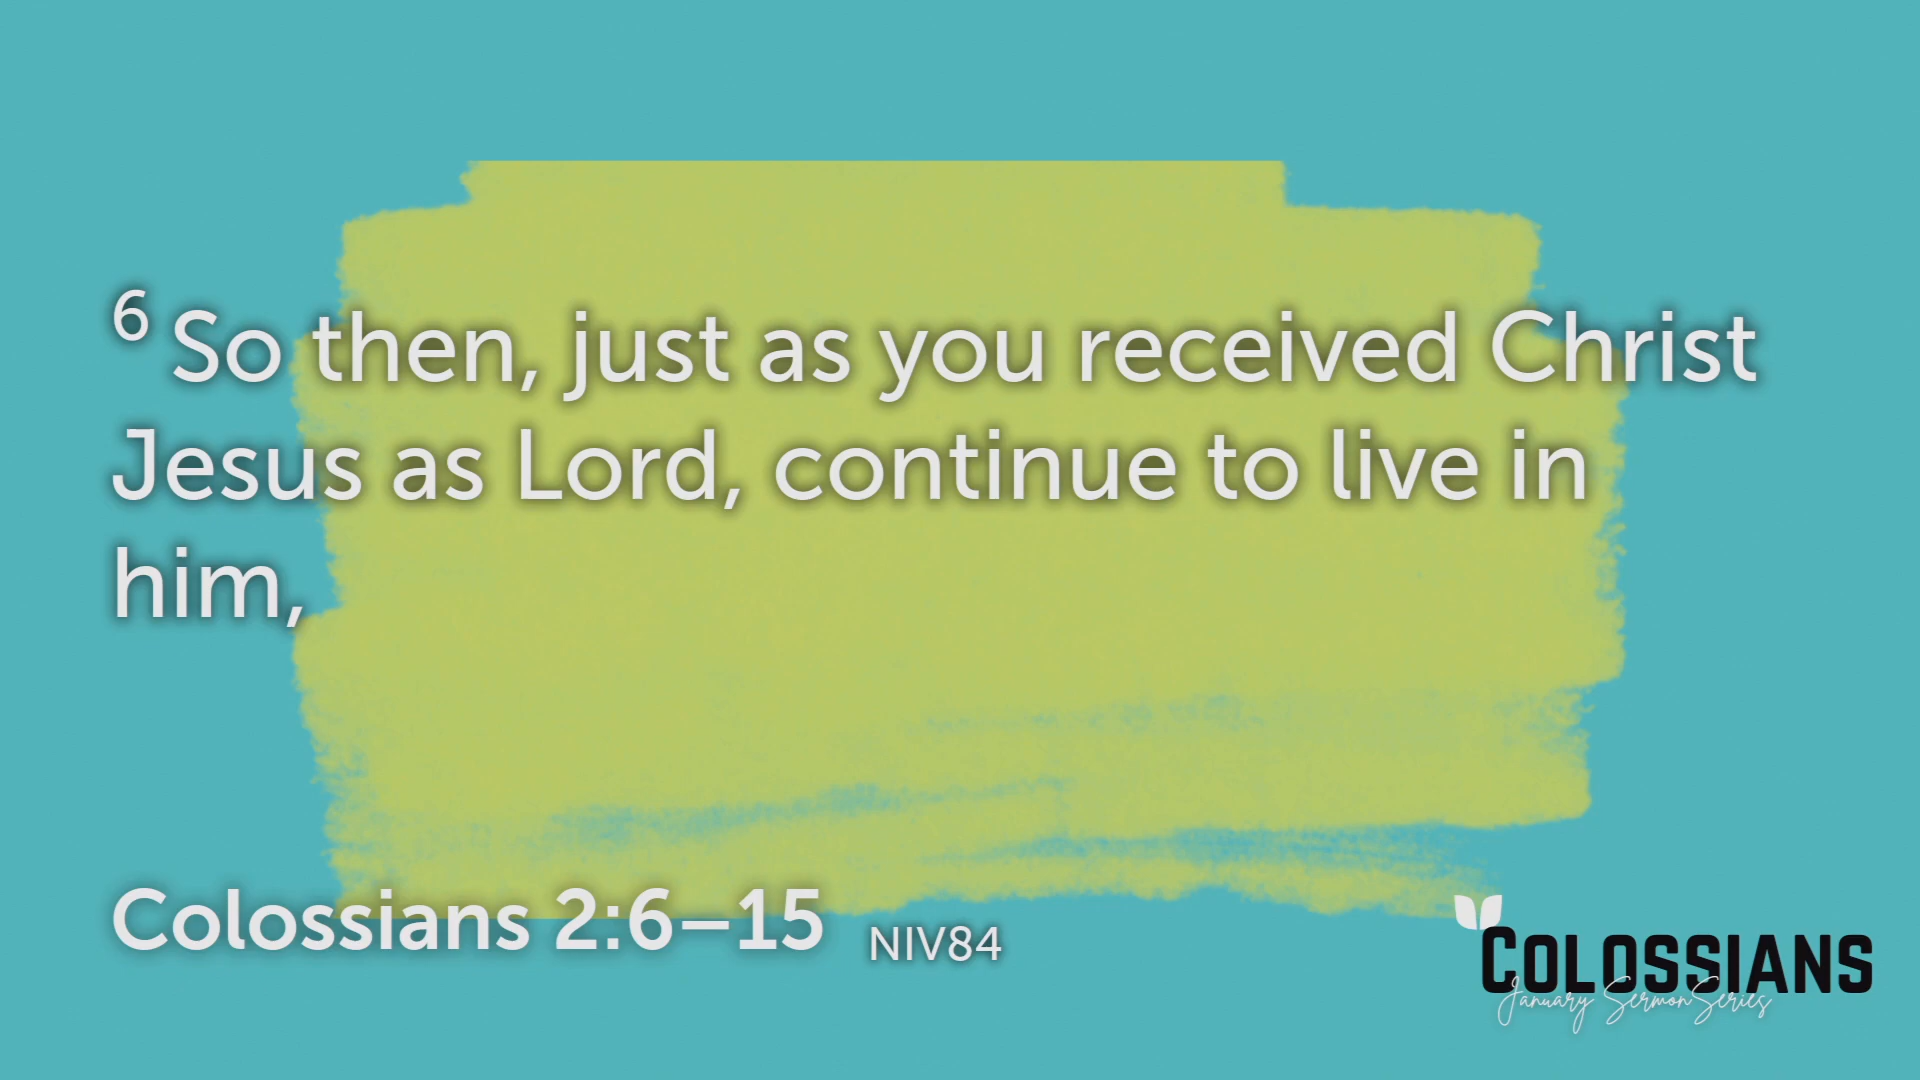 6 So then, just as you received Christ
Jesus as Lord, continue to live in
him,
Colossians 2:6–15 NIV84
COLOSSIANS
January Sermon Series